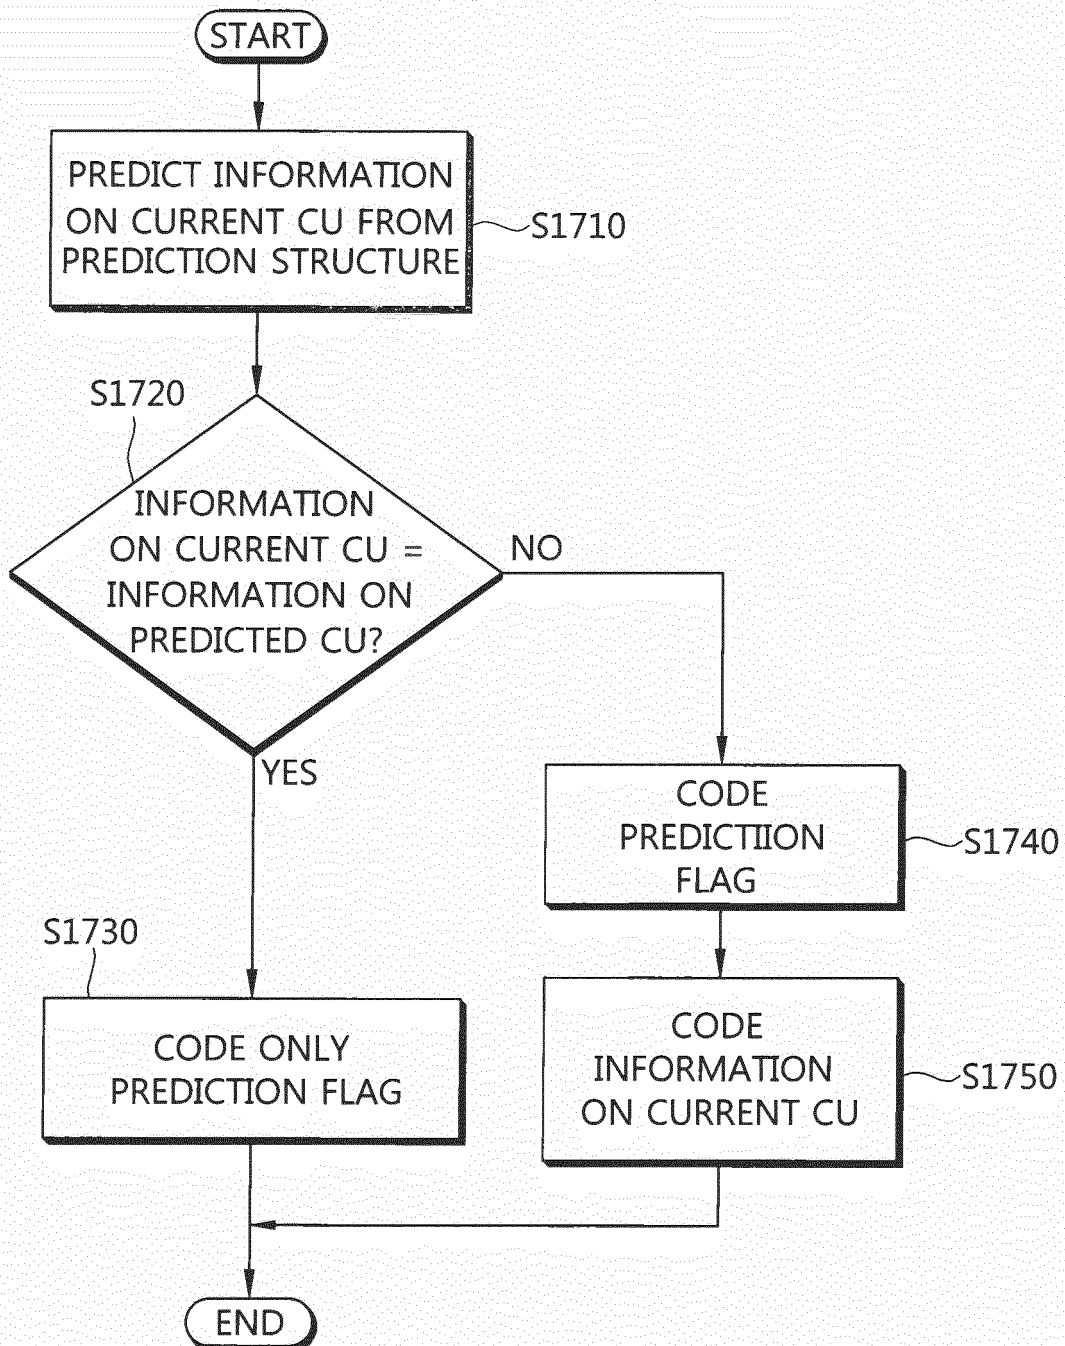 START
PREDICT INFORMATION
ON CURRENT CU FROM
PREDICTION STRUCTURE
S1710
S1720
INFORMATION
ON CURRENT CU =
INFORMATION ON
PREDICTED CU?
NO
YES
CODE
PREDICTIION
FLAG
S1740
S1730
CODE ONLY
PREDICTION FLAG
CODE
INFORMATION
ON CURRENT CU
S1750
END